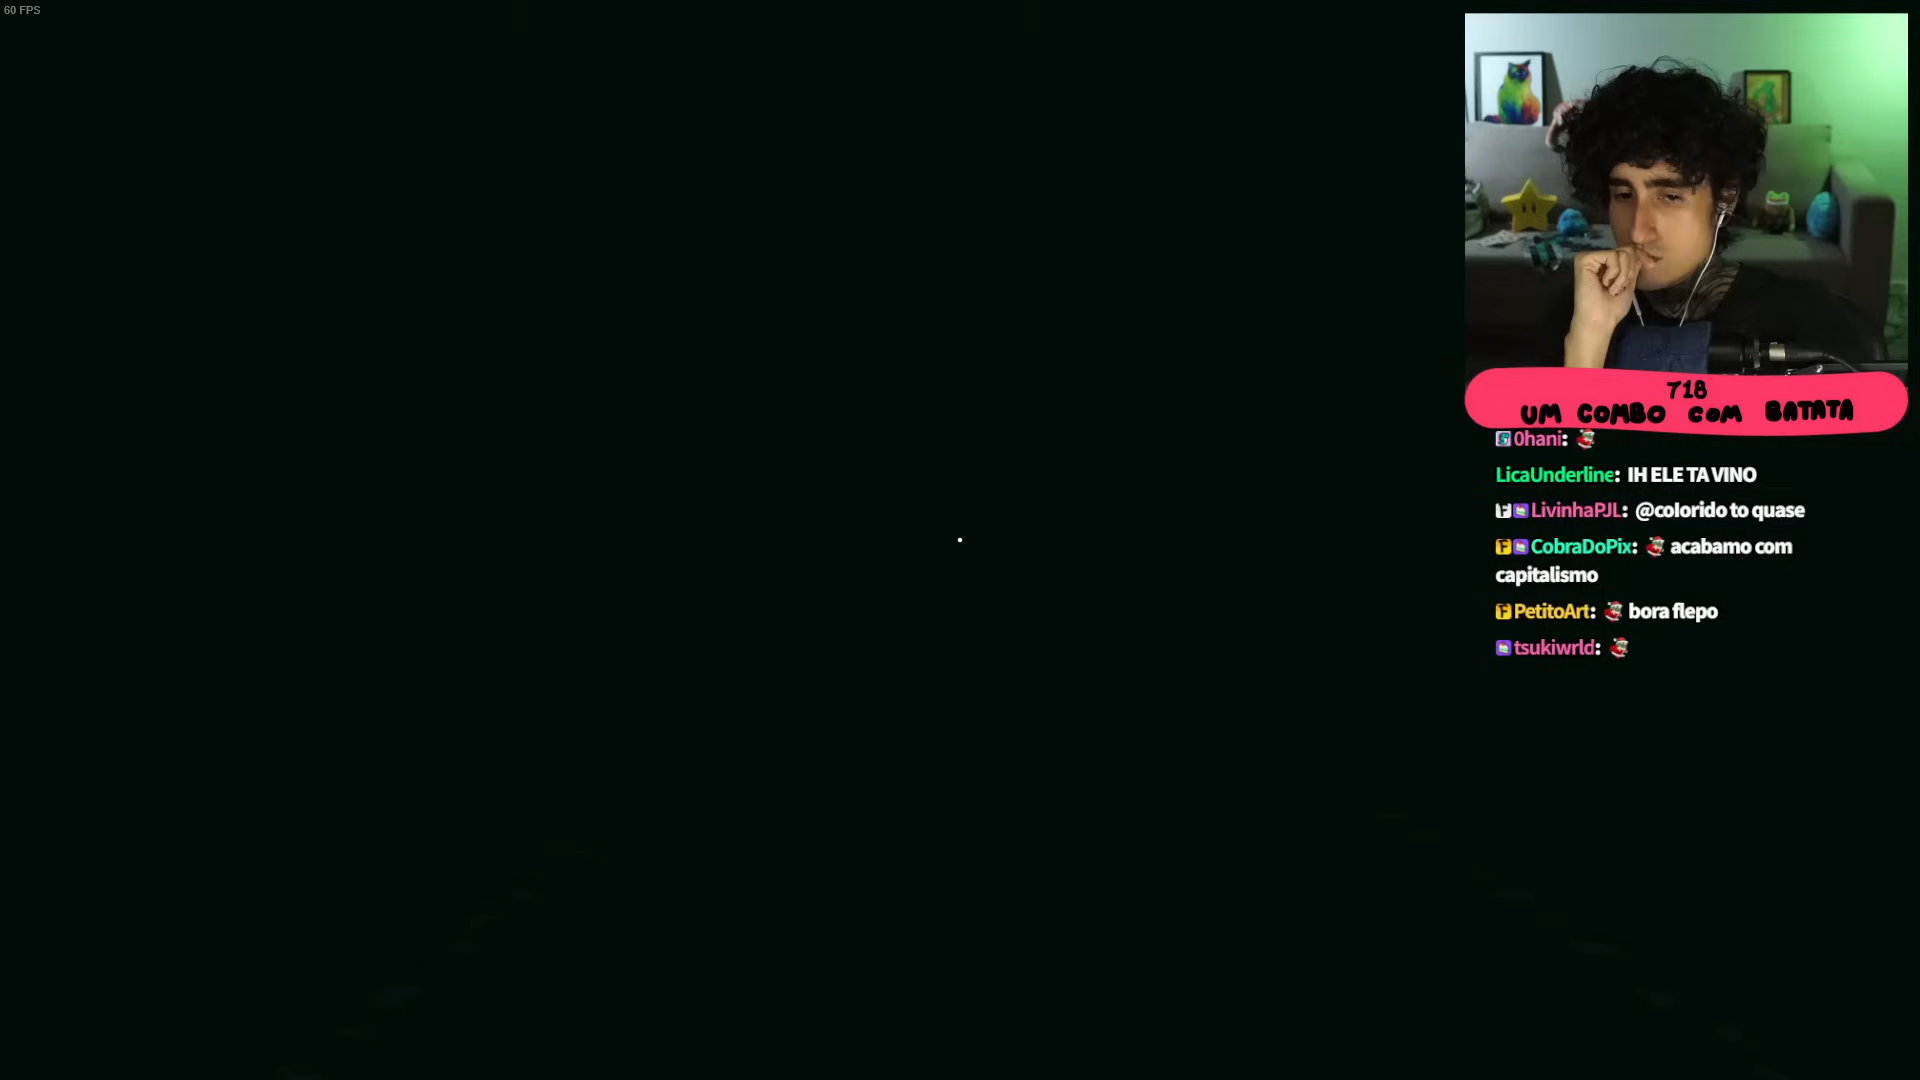 60 FPS
718
UM COMBO COM BATATA
0hani:
LicaUnderline: IH ELE TA VINO
LivinhaPJL: @coIorido to quase
CobraDoPix: acabamo com
capitalismo
PetitoArt: bora flepo
tsukiwrld: